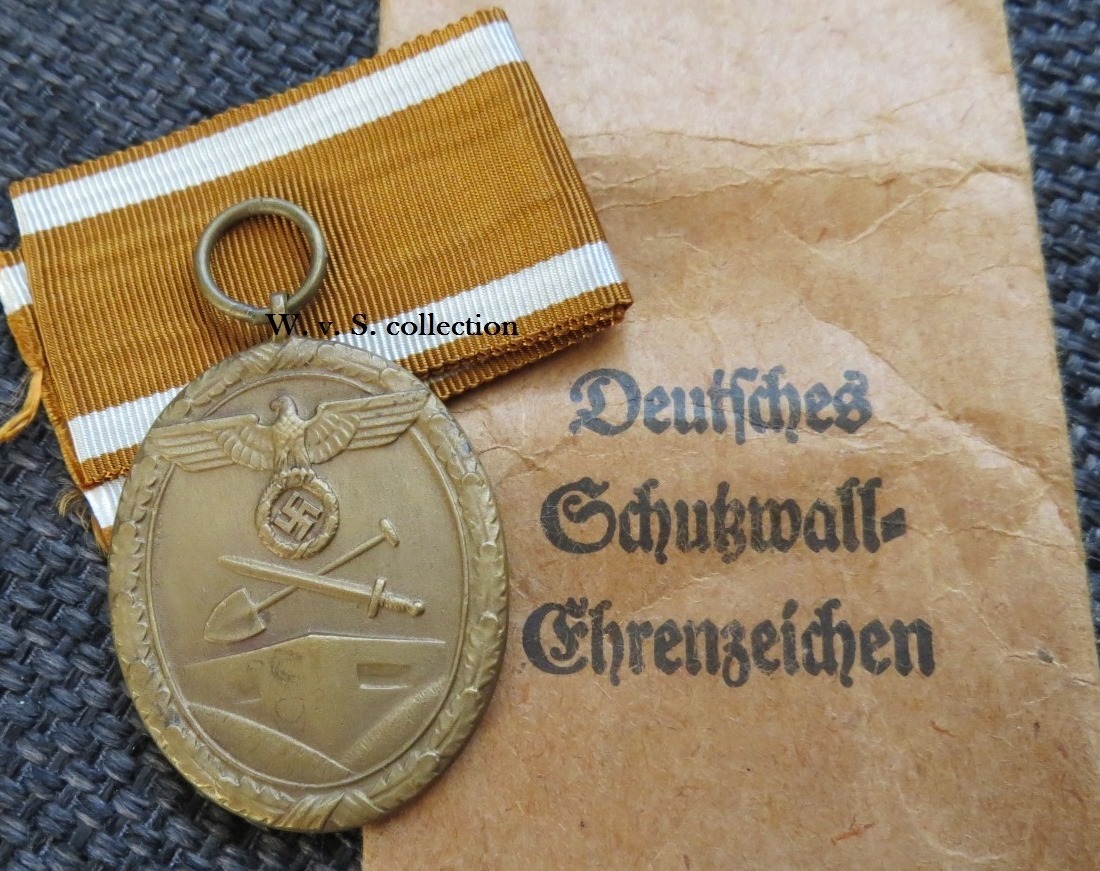 W. v. S. collection
Deutsches
Schutzwall-
Ehrenzeichen